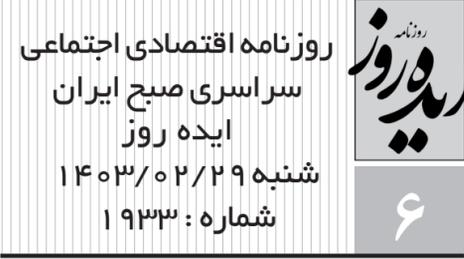 روزنامه
ایده روز
۶
روزنامه اقتصادی اجتماعی
سراسری صبح ایران
ایده روز
شنبه ۱۴۰۳/۰۲/۲۹
شماره : ۱۹۳۳